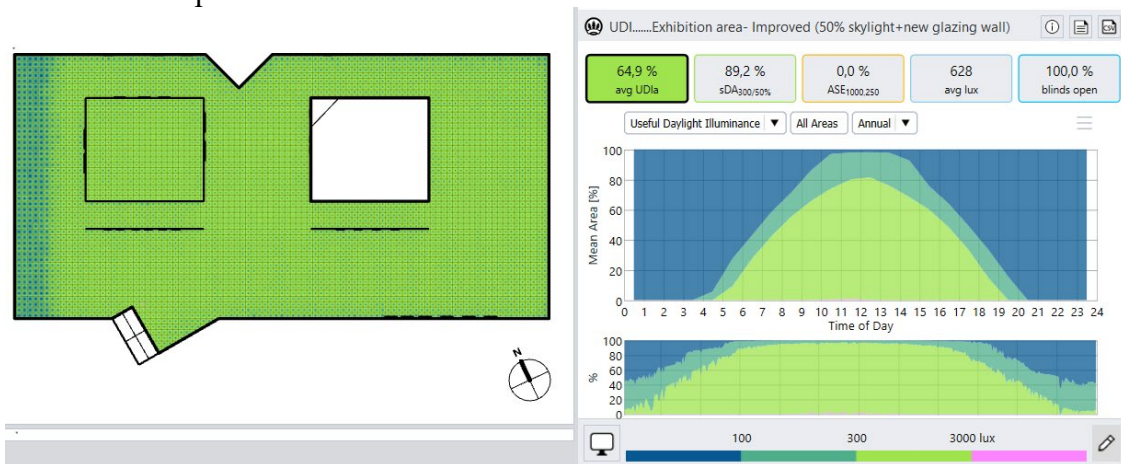 UDI.......Exhibition area- Improved (50% skylight+new glazing wall)
CSV
64,9 %
avg UDIa
89,2 %
sDA300/50%
0,0 %
ASE1000,250
628
avg lux
100,0 %
blinds open
Useful Daylight Illuminance ▼ All Areas Annual ▼
100
80
60
40
20
0
Mean Area [%]
0 1 2 3 4 5 6 7 8 9 10 11 12 13 14 15 16 17 18 19 20 21 22 23 24
Time of Day
100
80
60
40
20
0
%
N
100 300 3000 lux